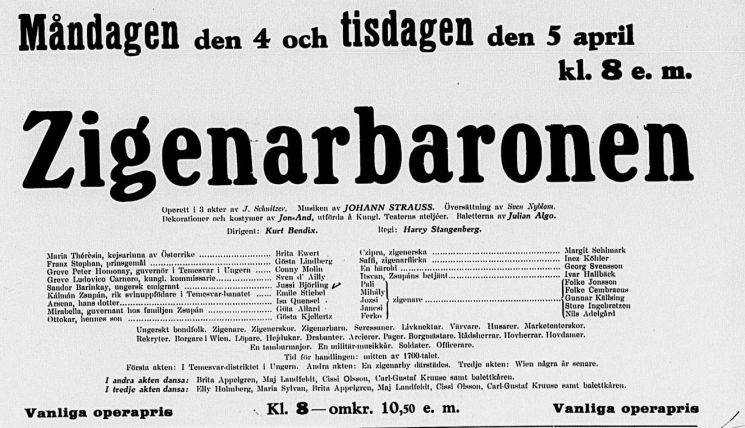 Måndagen den 4 och tisdagen den 5 april
kl. 8 e. m.
Zigenarbaronen
Operett i 3 akter av J. Schnitzer. Musiken av JOHANN STRAUSS. Översättning av Sven Nyblom.
Dekorationer och kostymer av Jon-And, utförda å Kungl. Teaterns ateljéer. Baletterna av Julian Algo.
Dirigent: Kurt Bendix. Regi: Harry Stangenberg.
Maria Thérèsia, kejsarinna av Österrike ........ Brita Ewert
Franz Stephan, prinsgemål ........ Gösta Lindberg
Greve Peter Homonay, guvernör i Temesvar i Ungern ...... Conny Molin
Greve Ludovico Carnero, kungl. kommissarie ........ Sven d' Ailly
Sandor Barinkay, ungersk emigrant ........ Jussi Björling
Kálmán Zsupán, rik svinuppfödare i Temesvar-banatet ...... Emile Stiebel
Arsena, hans dotter ........ Isa Quensel
Mirabella, guvernant hos familjen Zsupán ........ Göta Allard
Ottokar, hennes son ........ Gösta Kjellertz
Czipra, zigenerska ........ Margit Sehlmark
Saffi, zigenarflicka ........ Inez Köhler
En härold ........ Georg Svensson
Istvan, Zsupáns betjänt ........ Ivar Hallbäck
Pali } Folke Jonsson
Mihály } Folke Cembraeus
Jozsi } zigenare ........ Gunnar Källsing
Jancsi } Sture Ingebretzen
Ferko } Nils Adelgård
Ungerskt bondfolk. Zigenare. Zigenerskor. Zigenarbarn. Seressaner. Livknektar. Värvare. Husarer. Marketenterskor.
Rekryter. Borgare i Wien. Löpare. Hejdukar. Drabanter. Arcierer. Pager. Borgmästare. Rådsherrar. Hovherrar. Hovdamer.
En tamburmajor. En militärmusikkår. Soldater. Officerare.
Tid för handlingen: mitten av 1700-talet.
Första akten: I Temesvar-distriktet i Ungern. Andra akten: En zigenarby därstädes. Tredje akten: Wien några år senare.
I andra akten dansa: Brita Appelgren, Maj Landfeldt, Cissi Olsson, Carl-Gustaf Kruuse samt balettkåren.
I tredje akten dansa: Elly Holmberg, Maria Sylvan, Brita Appelgren, Maj Landfeldt, Cissi Olsson, Carl-Gustaf Kruuse samt balettkåren.
Vanliga operapris Kl. 8—omkr. 10,50 e. m. Vanliga operapris